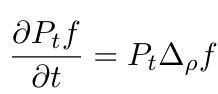 ∂P_t f / ∂t = P_t Δ_ρ f